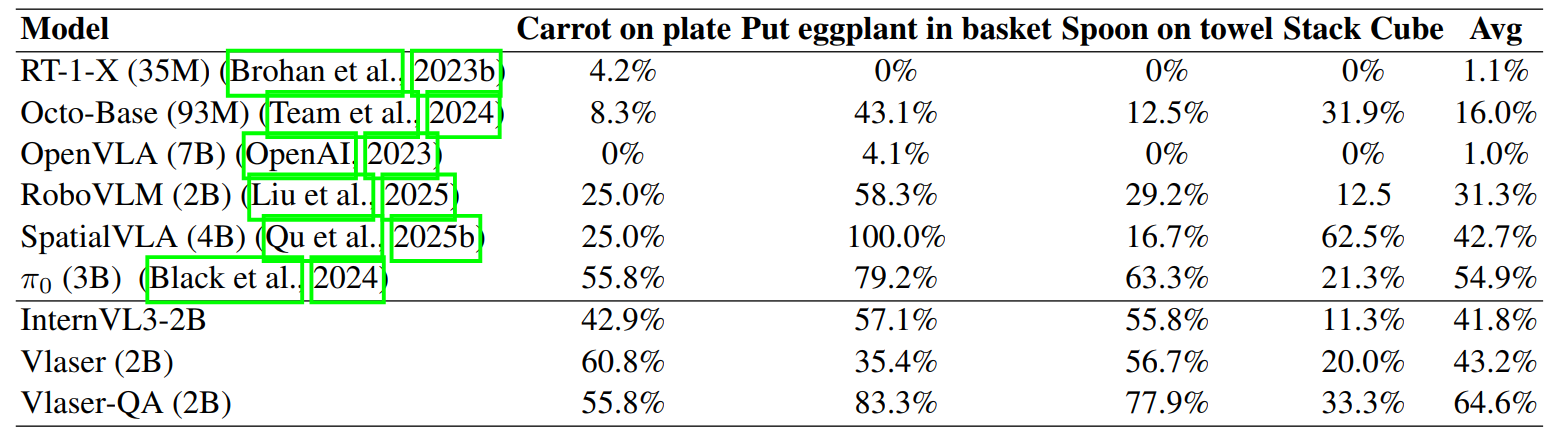 Model Carrot on plate Put eggplant in basket Spoon on towel Stack Cube Avg
RT-1-X (35M) (Brohan et al., 2023b) 4.2% 0% 0% 0% 1.1%
Octo-Base (93M) (Team et al., 2024) 8.3% 43.1% 12.5% 31.9% 16.0%
OpenVLA (7B) (OpenAI, 2023) 0% 4.1% 0% 0% 1.0%
RoboVLM (2B) (Liu et al., 2025) 25.0% 58.3% 29.2% 12.5 31.3%
SpatialVLA (4B) (Qu et al., 2025b) 25.0% 100.0% 16.7% 62.5% 42.7%
π₀ (3B) (Black et al., 2024) 55.8% 79.2% 63.3% 21.3% 54.9%
InternVL3-2B 42.9% 57.1% 55.8% 11.3% 41.8%
Vlaser (2B) 60.8% 35.4% 56.7% 20.0% 43.2%
Vlaser-QA (2B) 55.8% 83.3% 77.9% 33.3% 64.6%